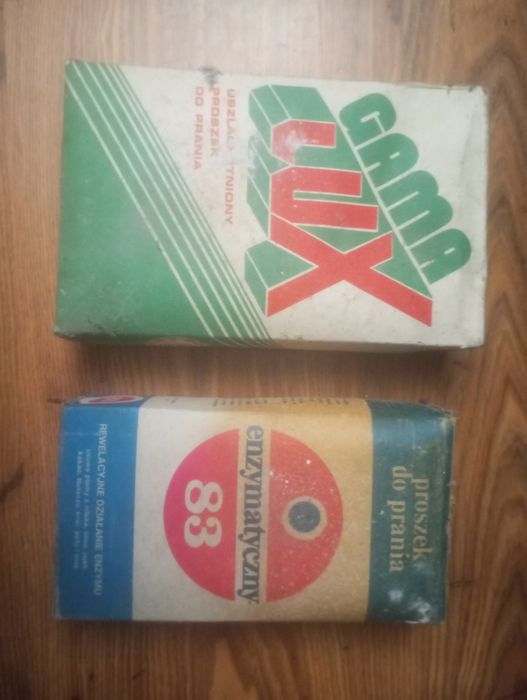 GAMA
LUX
USZLACHETNIONY
PROSZEK
DO PRANIA
proszek
do prania
enzymatyczny
83
REWELACYJNE DZIAŁANIE ENZYMU